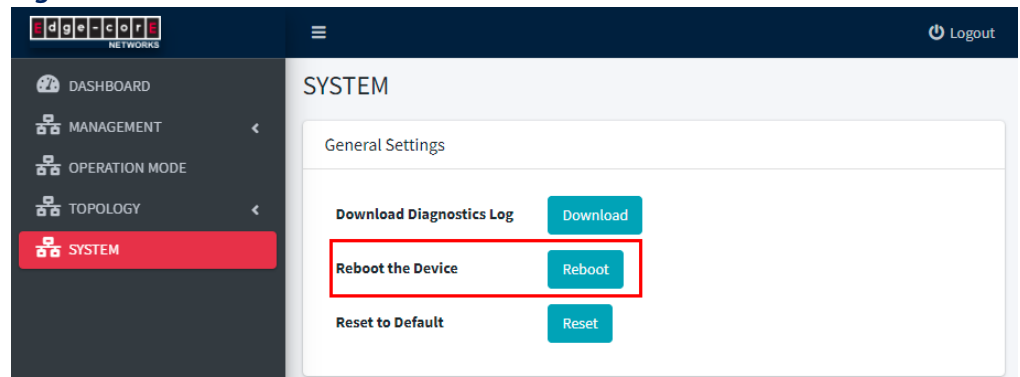 Edge-corE
NETWORKS
Logout
DASHBOARD
MANAGEMENT
OPERATION MODE
TOPOLOGY
SYSTEM
SYSTEM
General Settings
Download Diagnostics Log Download
Reboot the Device Reboot
Reset to Default Reset